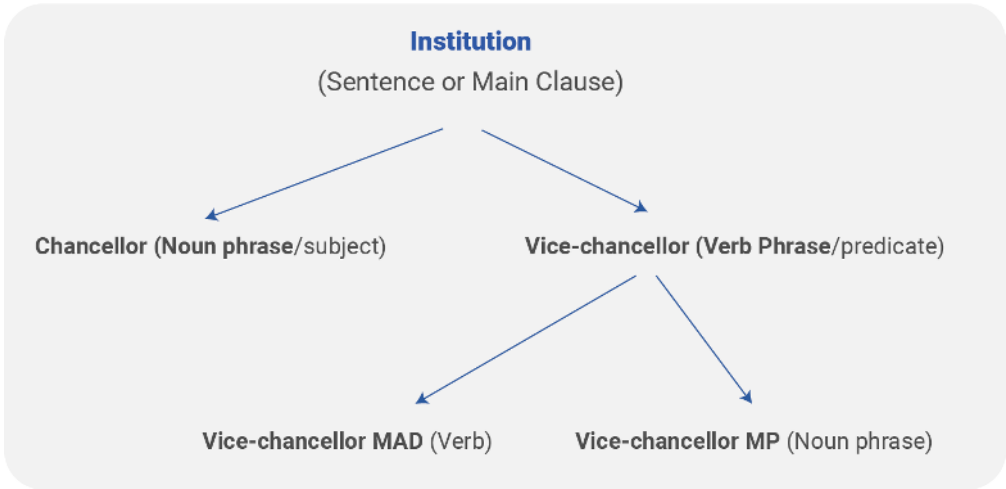 Institution
(Sentence or Main Clause)
Chancellor (Noun phrase/subject)
Vice-chancellor (Verb Phrase/predicate)
Vice-chancellor MAD (Verb)
Vice-chancellor MP (Noun phrase)